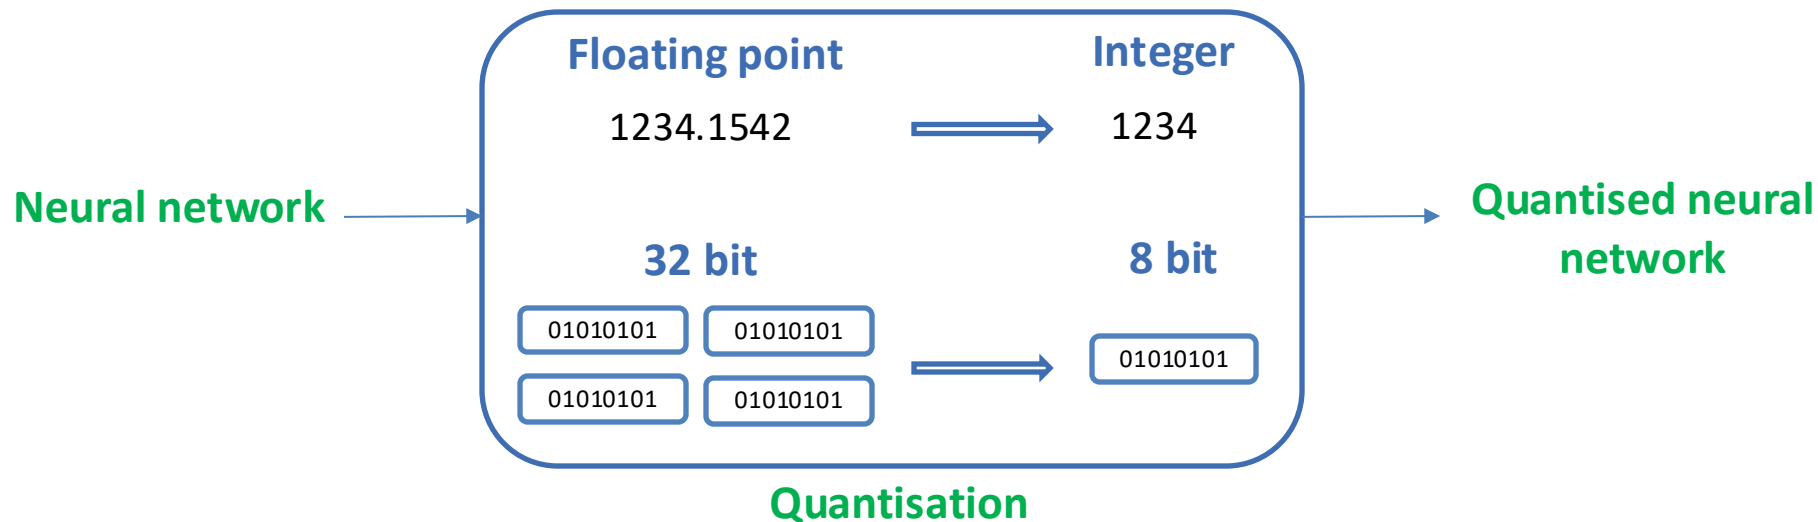 Floating point
Integer
1234.1542
1234
Neural network
Quantised neural
network
32 bit
8 bit
01010101
01010101
01010101
01010101
01010101
Quantisation